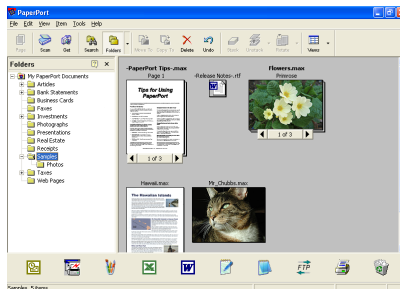 PaperPort
File Edit View Item Tools Help
Page Scan Get Search Folders Move To Copy To Delete Undo Stack Unstack Rotate Views
Folders
My PaperPort Documents
Articles
Bank Statements
Business Cards
Faxes
Investments
Photographs
Presentations
Real Estate
Receipts
Samples
Photos
Taxes
Web Pages
-PaperPort Tips-.max
Page 1
Tips for Using
PaperPort
1 of 3
-Release Notes-.rtf
Flowers.max
Primrose
1 of 3
Hawaii.max
The Hawaiian Islands
Mr_Chubbs.max
FTP
Samples 5 items